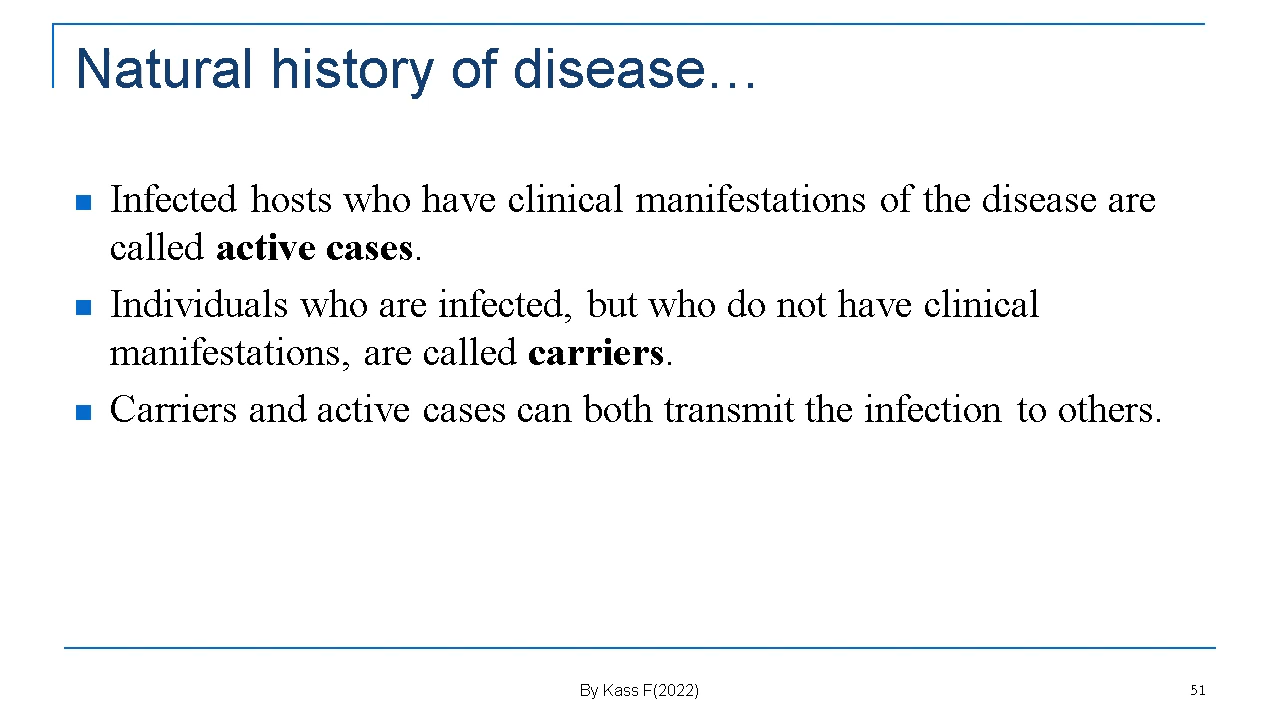 Natural history of disease…
Infected hosts who have clinical manifestations of the disease are
called active cases.
Individuals who are infected, but who do not have clinical
manifestations, are called carriers.
Carriers and active cases can both transmit the infection to others.
By Kass F(2022)
51